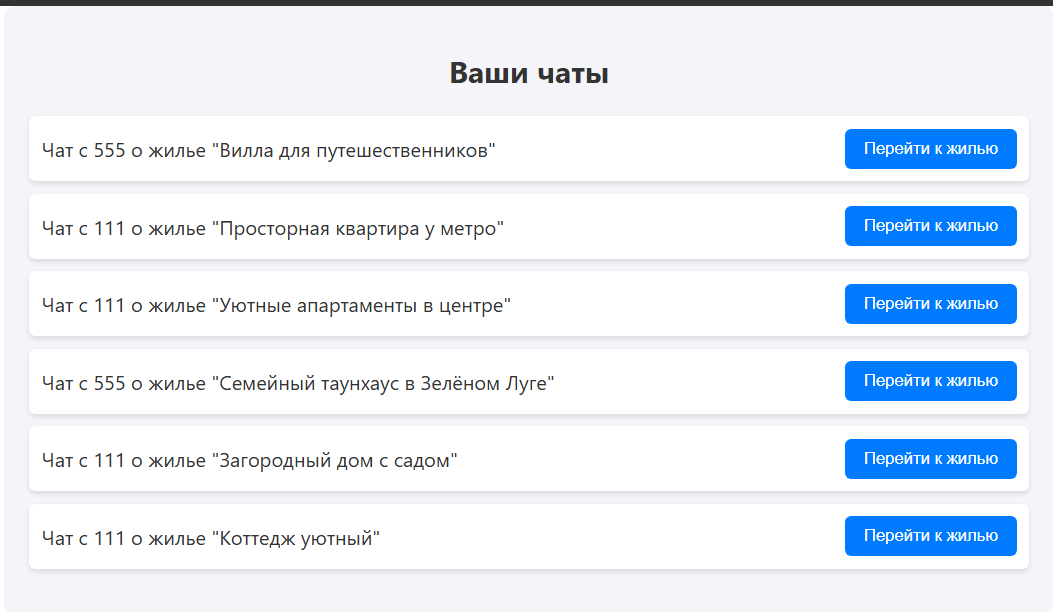 Ваши чаты
Чат с 555 о жилье "Вилла для путешественников"
Перейти к жилью
Чат с 111 о жилье "Просторная квартира у метро"
Перейти к жилью
Чат с 111 о жилье "Уютные апартаменты в центре"
Перейти к жилью
Чат с 555 о жилье "Семейный таунхаус в Зелёном Луге"
Перейти к жилью
Чат с 111 о жилье "Загородный дом с садом"
Перейти к жилью
Чат с 111 о жилье "Коттедж уютный"
Перейти к жилью